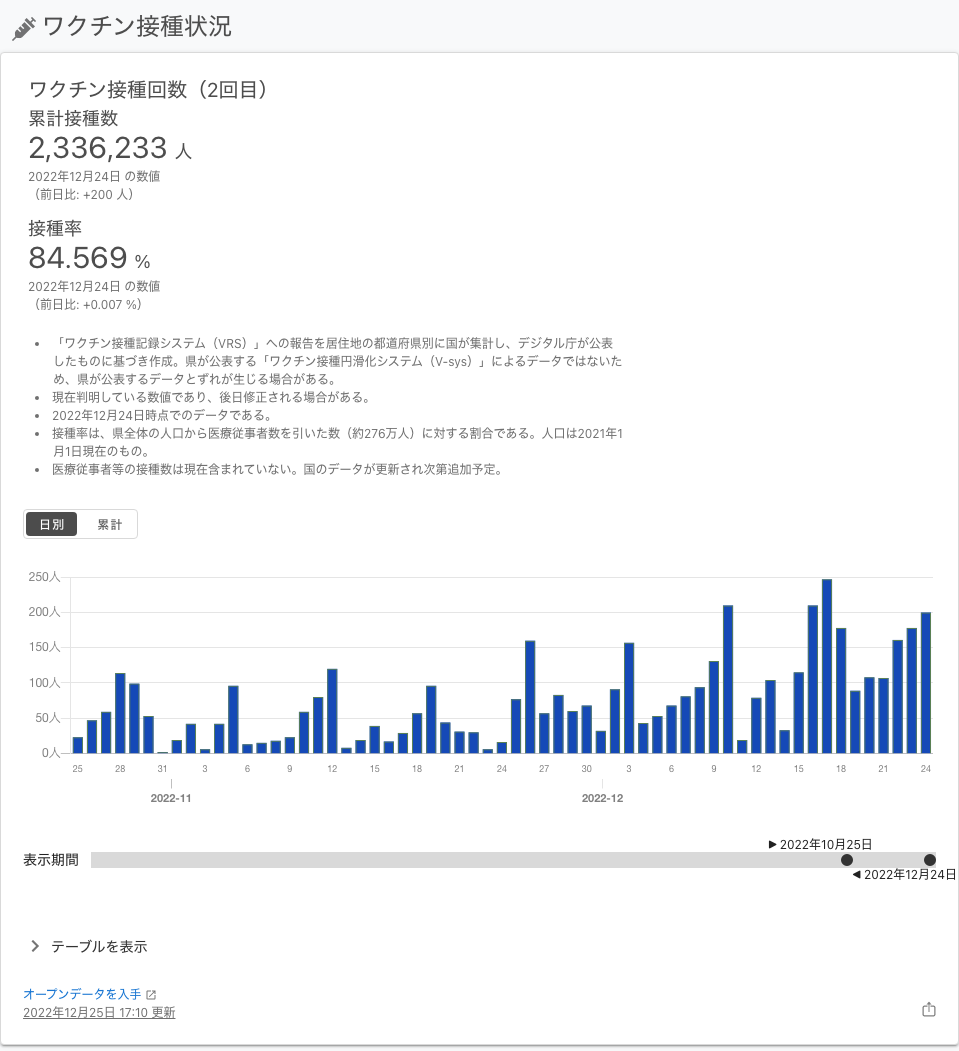 ワクチン接種状況
ワクチン接種回数（2回目）
累計接種数
2,336,233 人
2022年12月24日 の数値
（前日比: +200 人）
接種率
84.569 %
2022年12月24日 の数値
（前日比: +0.007 %）
• 「ワクチン接種記録システム（VRS）」への報告を居住地の都道府県別に国が集計し、デジタル庁が公表
したものに基づき作成。県が公表する「ワクチン接種円滑化システム（V-sys）」によるデータではないた
め、県が公表するデータとずれが生じる場合がある。
• 現在判明している数値であり、後日修正される場合がある。
• 2022年12月24日時点でのデータである。
• 接種率は、県全体の人口から医療従事者数を引いた数（約276万人）に対する割合である。人口は2021年1
月1日現在のもの。
• 医療従事者等の接種数は現在含まれていない。国のデータが更新され次第追加予定。
日別 累計
250人
200人
150人
100人
50人
0人
25 28 31 3 6 9 12 15 18 21 24 27 30 3 6 9 12 15 18 21 24
2022-11 2022-12
▶ 2022年10月25日
表示期間
◀ 2022年12月24日
テーブルを表示
オープンデータを入手
2022年12月25日 17:10 更新